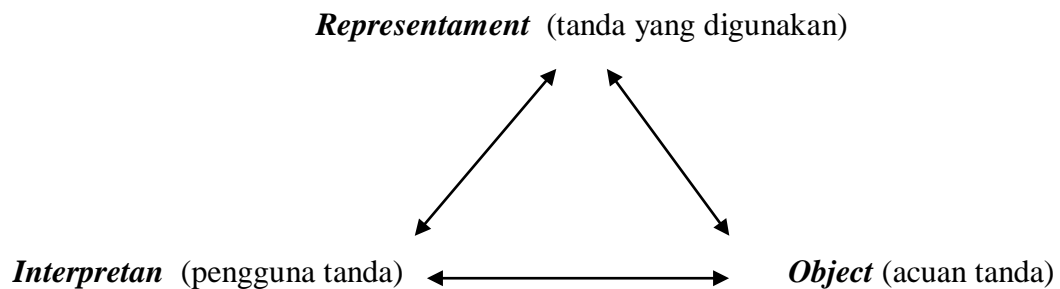 Representament (tanda yang digunakan)
Interpretan (pengguna tanda)
Object (acuan tanda)